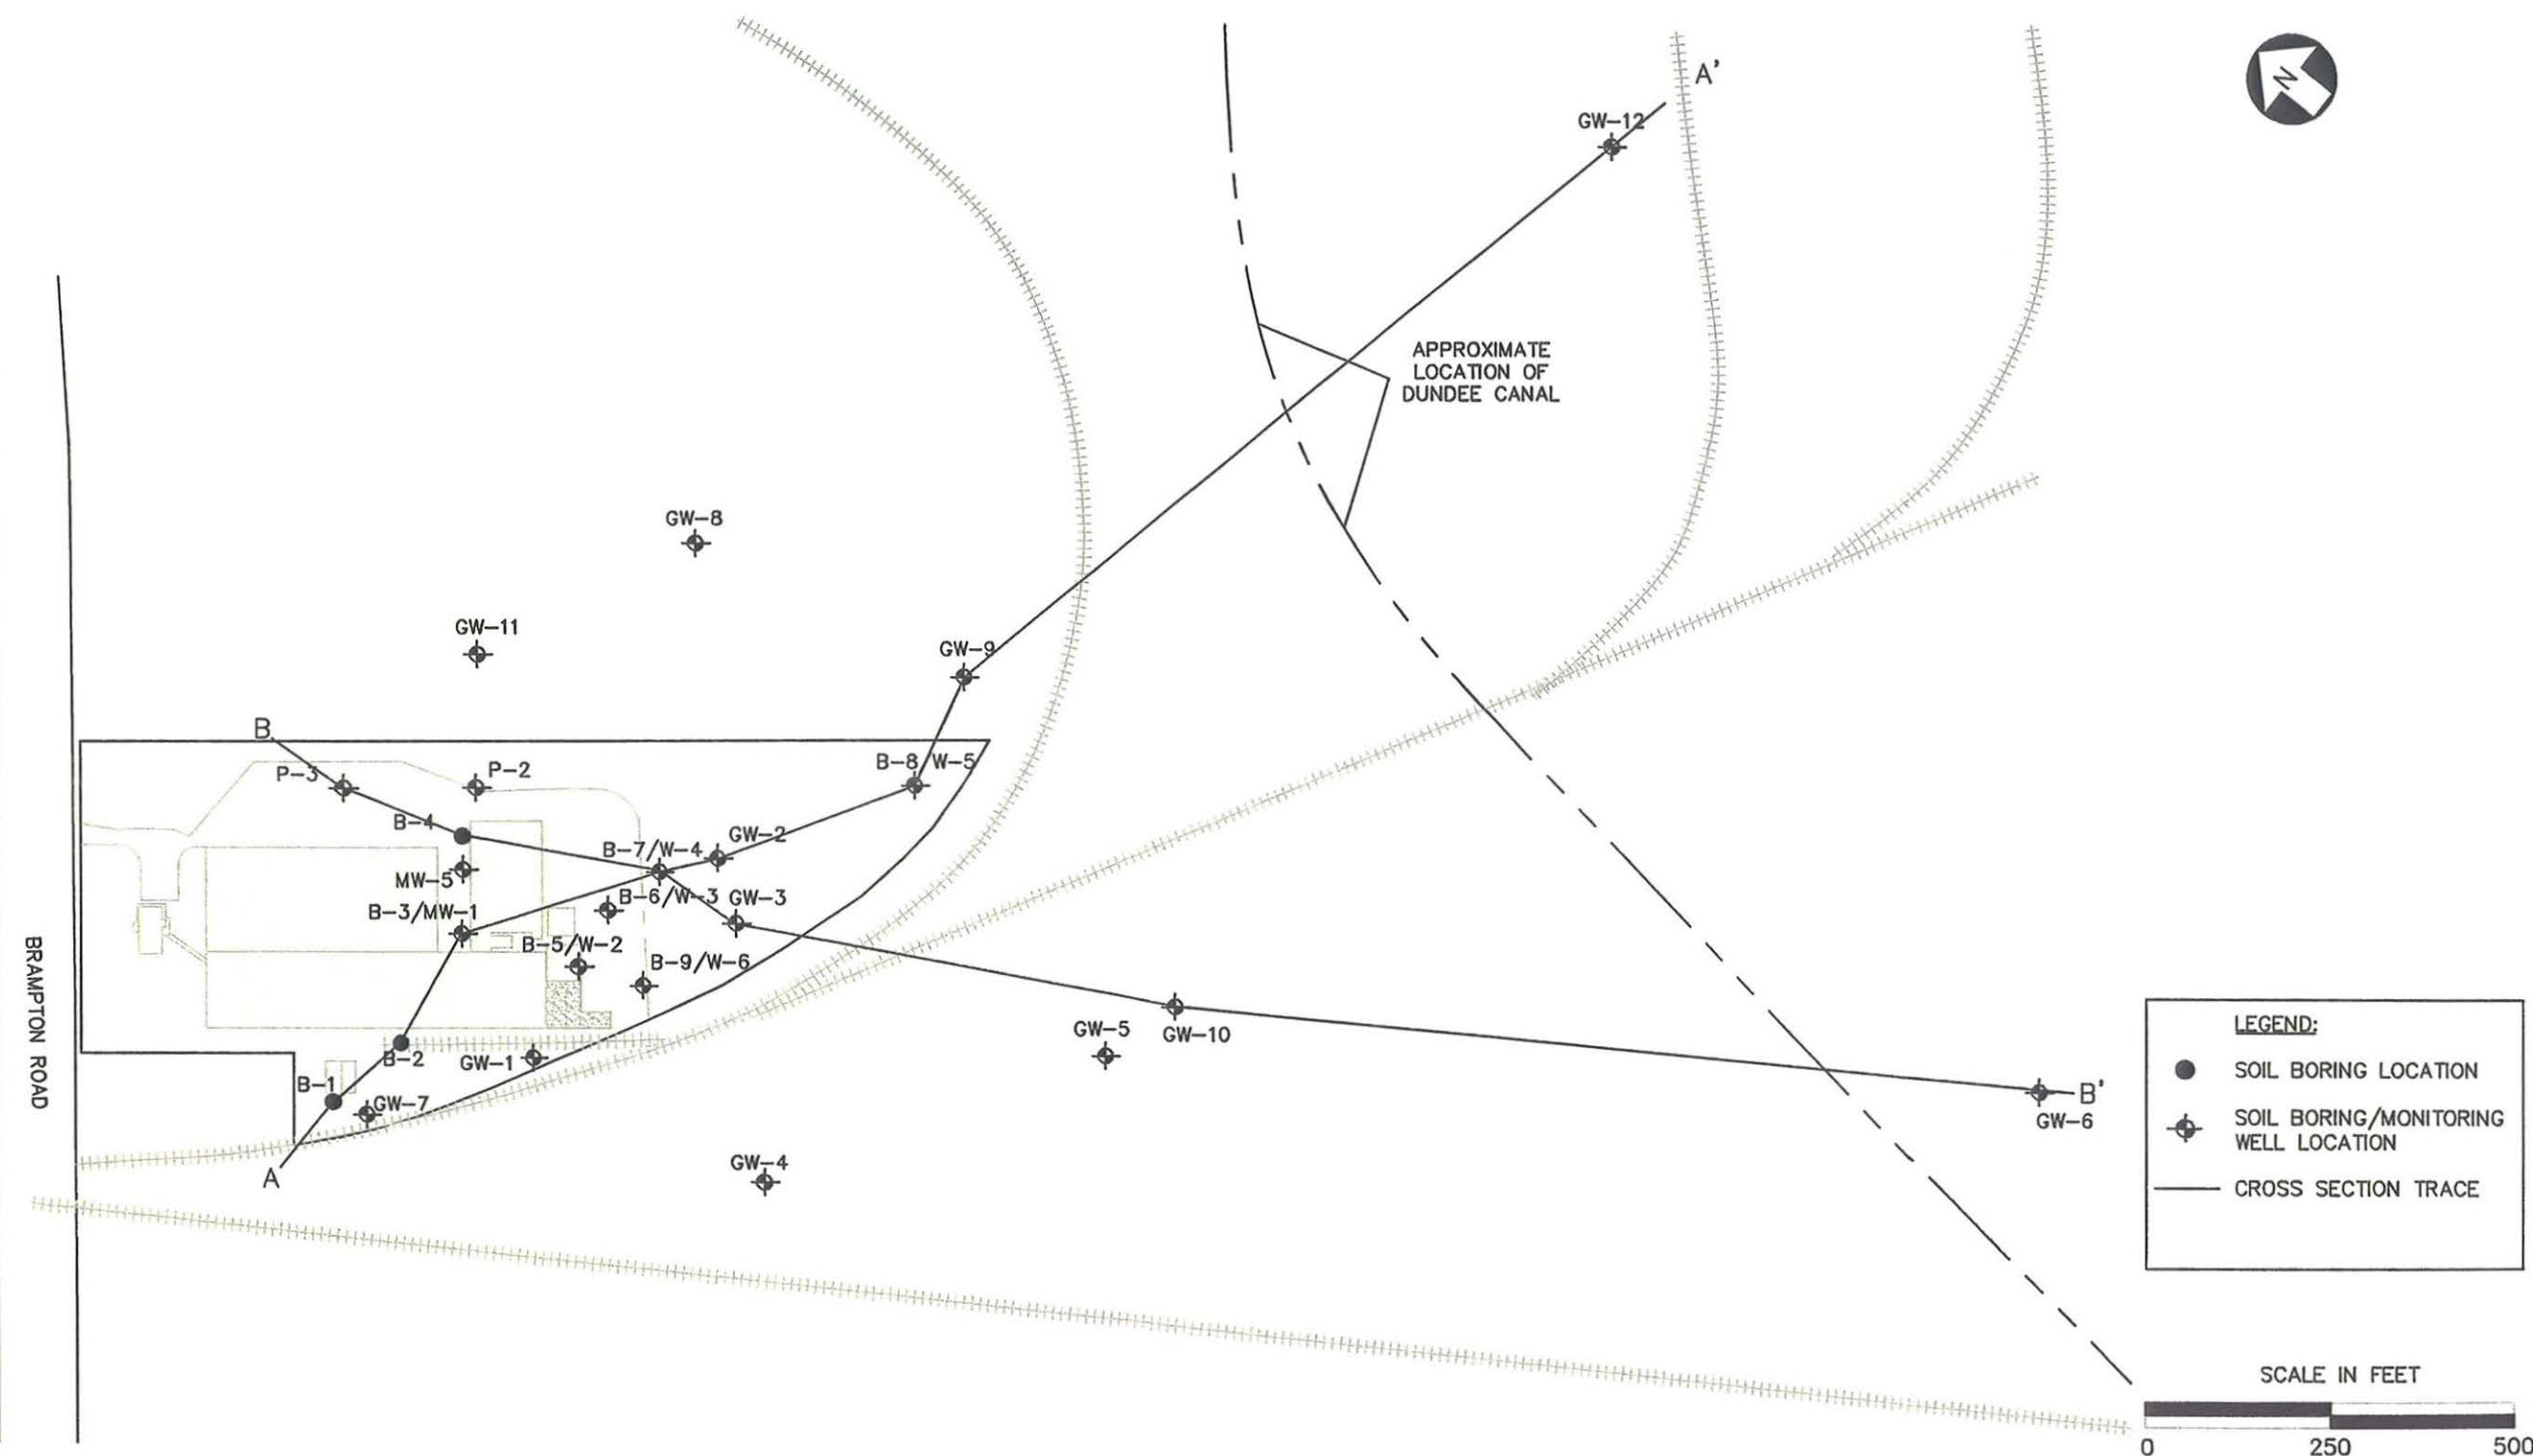 A'
N
GW-12
APPROXIMATE
LOCATION OF
DUNDEE CANAL
GW-8
GW-11
GW-9
B
P-3
P-2
B-8/W-5
B-4
GW-2
B-7/W-4
MW-5
B-6/W-3
GW-3
B-3/MW-1
B-5/W-2
B-9/W-6
BRAMPTON ROAD
GW-5
GW-10
B-2
GW-1
B-1
GW-7
B'
GW-6
GW-4
A
LEGEND:
SOIL BORING LOCATION
SOIL BORING/MONITORING
WELL LOCATION
CROSS SECTION TRACE
SCALE IN FEET
0 250 500